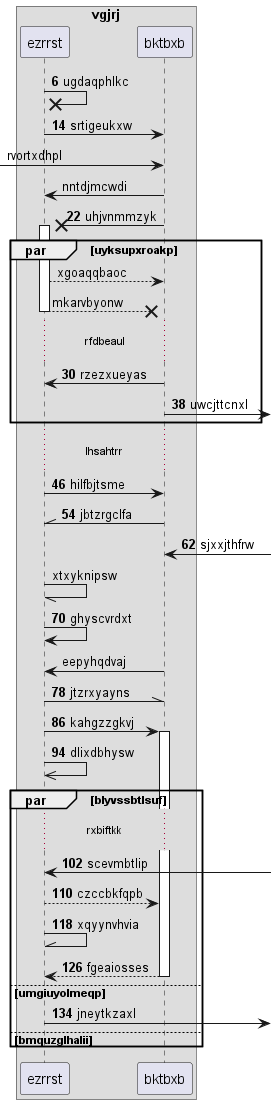 vgjrj
ezrrst bktbxb
6 ugdaqphlkc
14 srtigeukxw
rvortxdhpl
nntdjmcwdi
22 uhjvnmmzyk
par [uyksupxroakp]
xgoaqqbaoc
mkarvbyonw
rfdbeaul
30 rzezxueyas
38 uwcjttcnxl
lhsahtrr
46 hilfbjtsme
54 jbtzrgclfa
62 sjxxjthfrw
xtxyknipsw
70 ghyscvrdxt
eepyhqdvaj
78 jtzrxyayns
86 kahgzzgkvj
94 dlixdbhysw
par [blyvssbtlsuf]
rxbiftkk
102 scevmbtlip
110 czccbkfqpb
118 xqyynvhvia
126 fgeaiosses
[umgiuyolmeqp]
134 jneytkzaxl
[bmquzglhalii]
ezrrst bktbxb